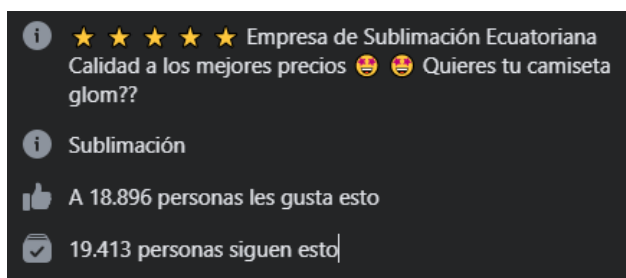 ⭐ ⭐ ⭐ ⭐ ⭐ Empresa de Sublimación Ecuatoriana
Calidad a los mejores precios 🤩 🤩 Quieres tu camiseta
glom??
Sublimación
A 18.896 personas les gusta esto
19.413 personas siguen esto